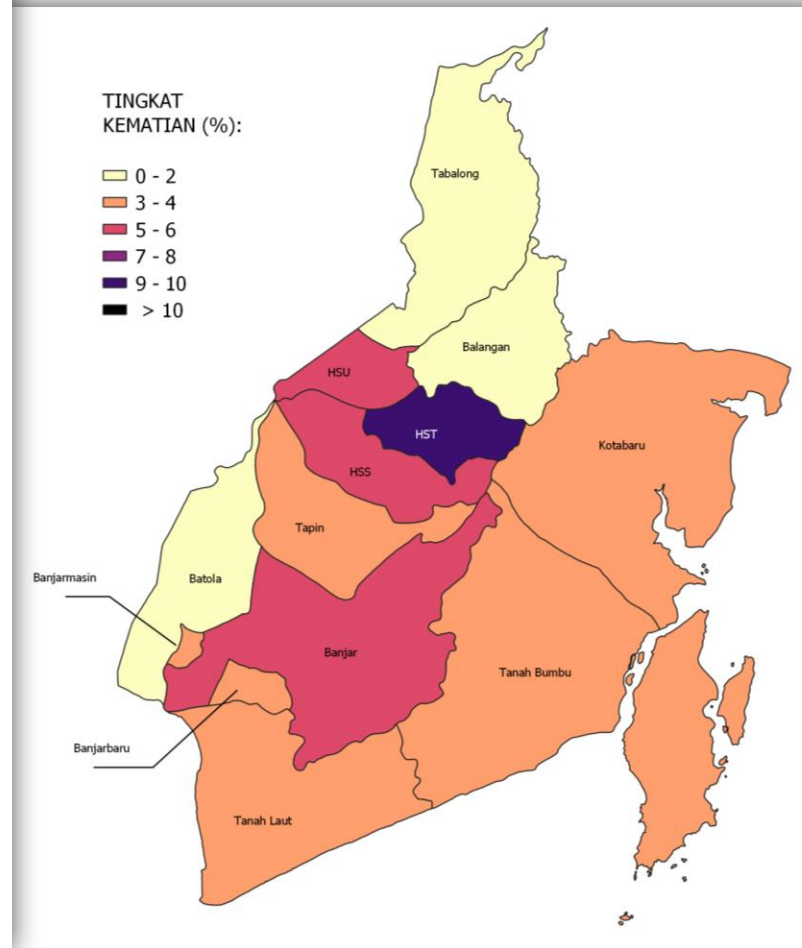 TINGKAT
KEMATIAN (%):
0 - 2
3 - 4
5 - 6
7 - 8
9 - 10
> 10
Tabalong
Balangan
HSU
HST
Kotabaru
HSS
Tapin
Banjarmasin
Batola
Banjar
Tanah Bumbu
Banjarbaru
Tanah Laut